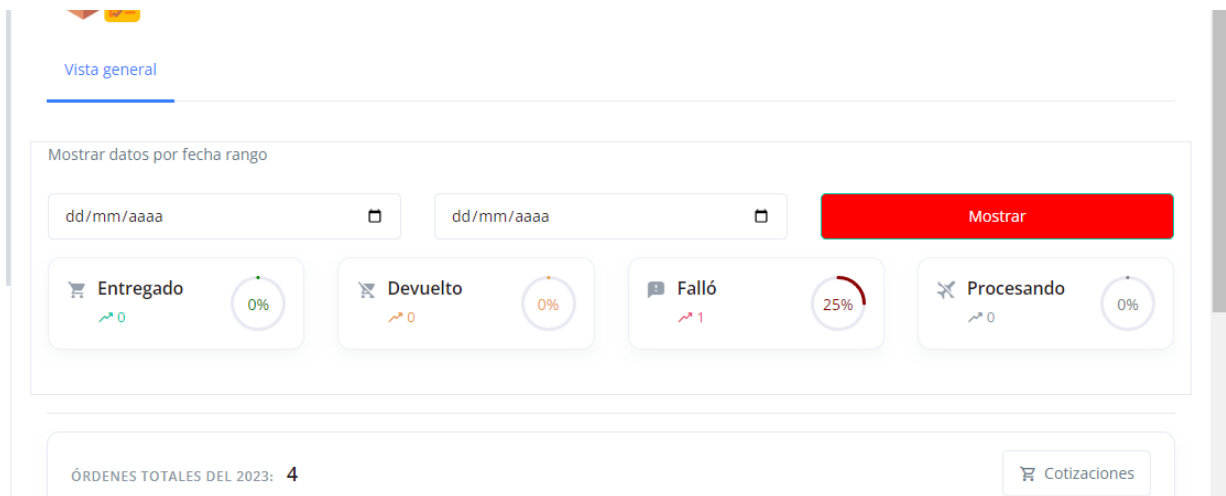 Vista general
Mostrar datos por fecha rango
dd/mm/aaaa dd/mm/aaaa Mostrar
Entregado 0% Devuelto 0% Falló 25% Procesando 0%
0 0 1 0
ÓRDENES TOTALES DEL 2023: 4 Cotizaciones